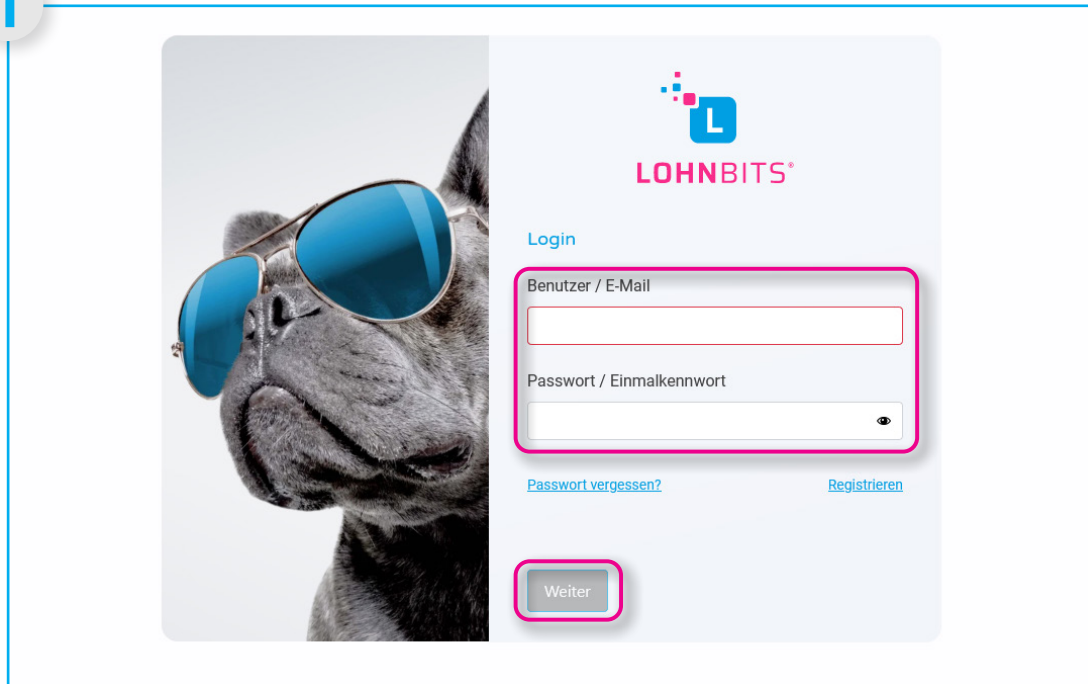 L
LOHNBITS®
Login
Benutzer / E-Mail
Passwort / Einmalkennwort
Passwort vergessen?
Registrieren
Weiter